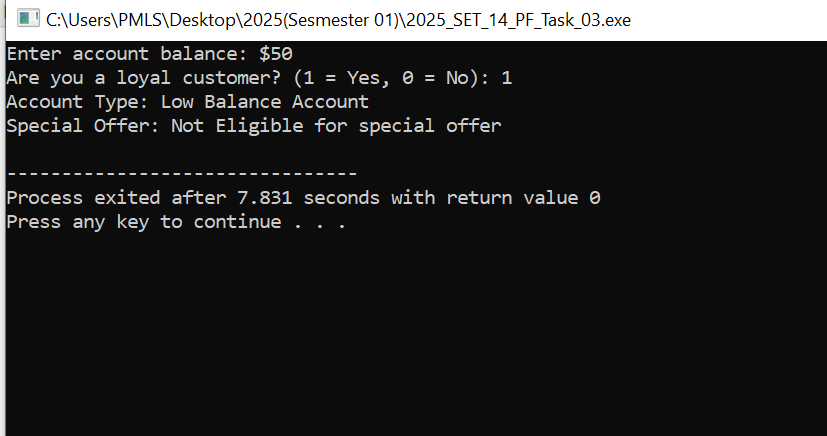 C:\Users\PMLS\Desktop\2025(Sesmester 01)\2025_SET_14_PF_Task_03.exe
Enter account balance: $50
Are you a loyal customer? (1 = Yes, 0 = No): 1
Account Type: Low Balance Account
Special Offer: Not Eligible for special offer
--------------------------------
Process exited after 7.831 seconds with return value 0
Press any key to continue . . .